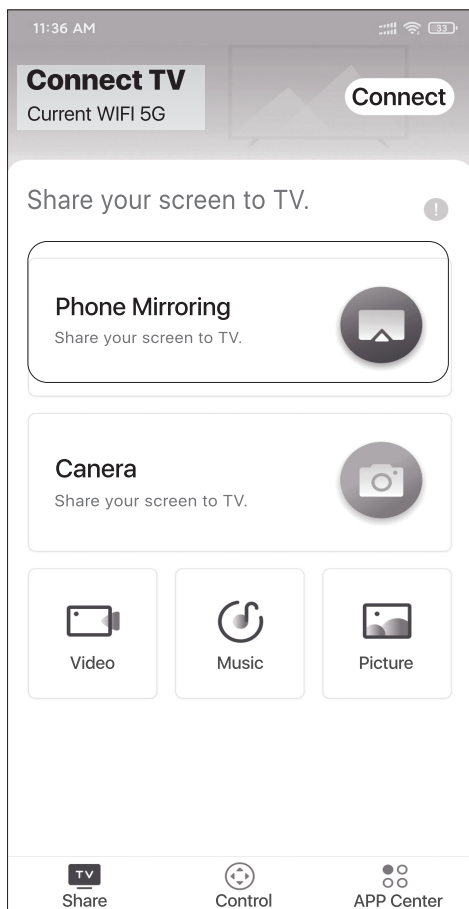 11:36 AM
33
Connect TV
Current WIFI 5G
Connect
Share your screen to TV.
!
Phone Mirroring
Share your screen to TV.
Canera
Share your screen to TV.
Video
Music
Picture
TV
Share
Control
APP Center